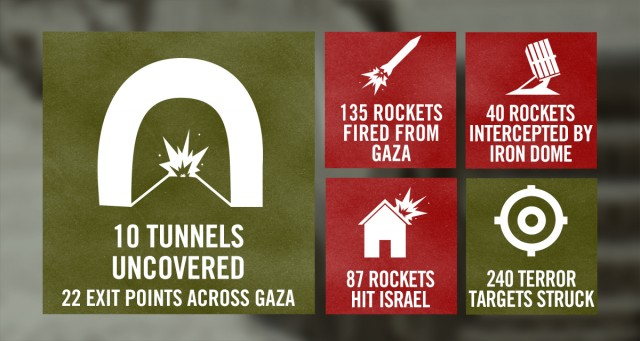 10 TUNNELS
UNCOVERED
22 EXIT POINTS ACROSS GAZA
135 ROCKETS
FIRED FROM
GAZA
40 ROCKETS
INTERCEPTED BY
IRON DOME
87 ROCKETS
HIT ISRAEL
240 TERROR
TARGETS STRUCK